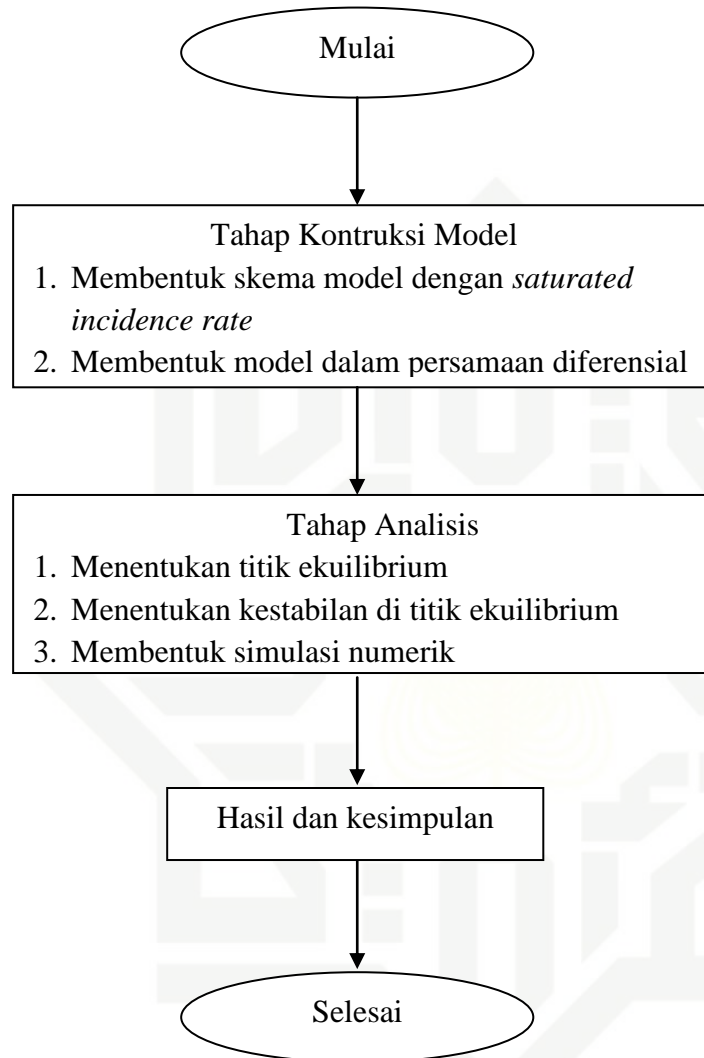 Mulai
Tahap Kontruksi Model
1. Membentuk skema model dengan saturated
incidence rate
2. Membentuk model dalam persamaan diferensial
Tahap Analisis
1. Menentukan titik ekuilibrium
2. Menentukan kestabilan di titik ekuilibrium
3. Membentuk simulasi numerik
Hasil dan kesimpulan
Selesai